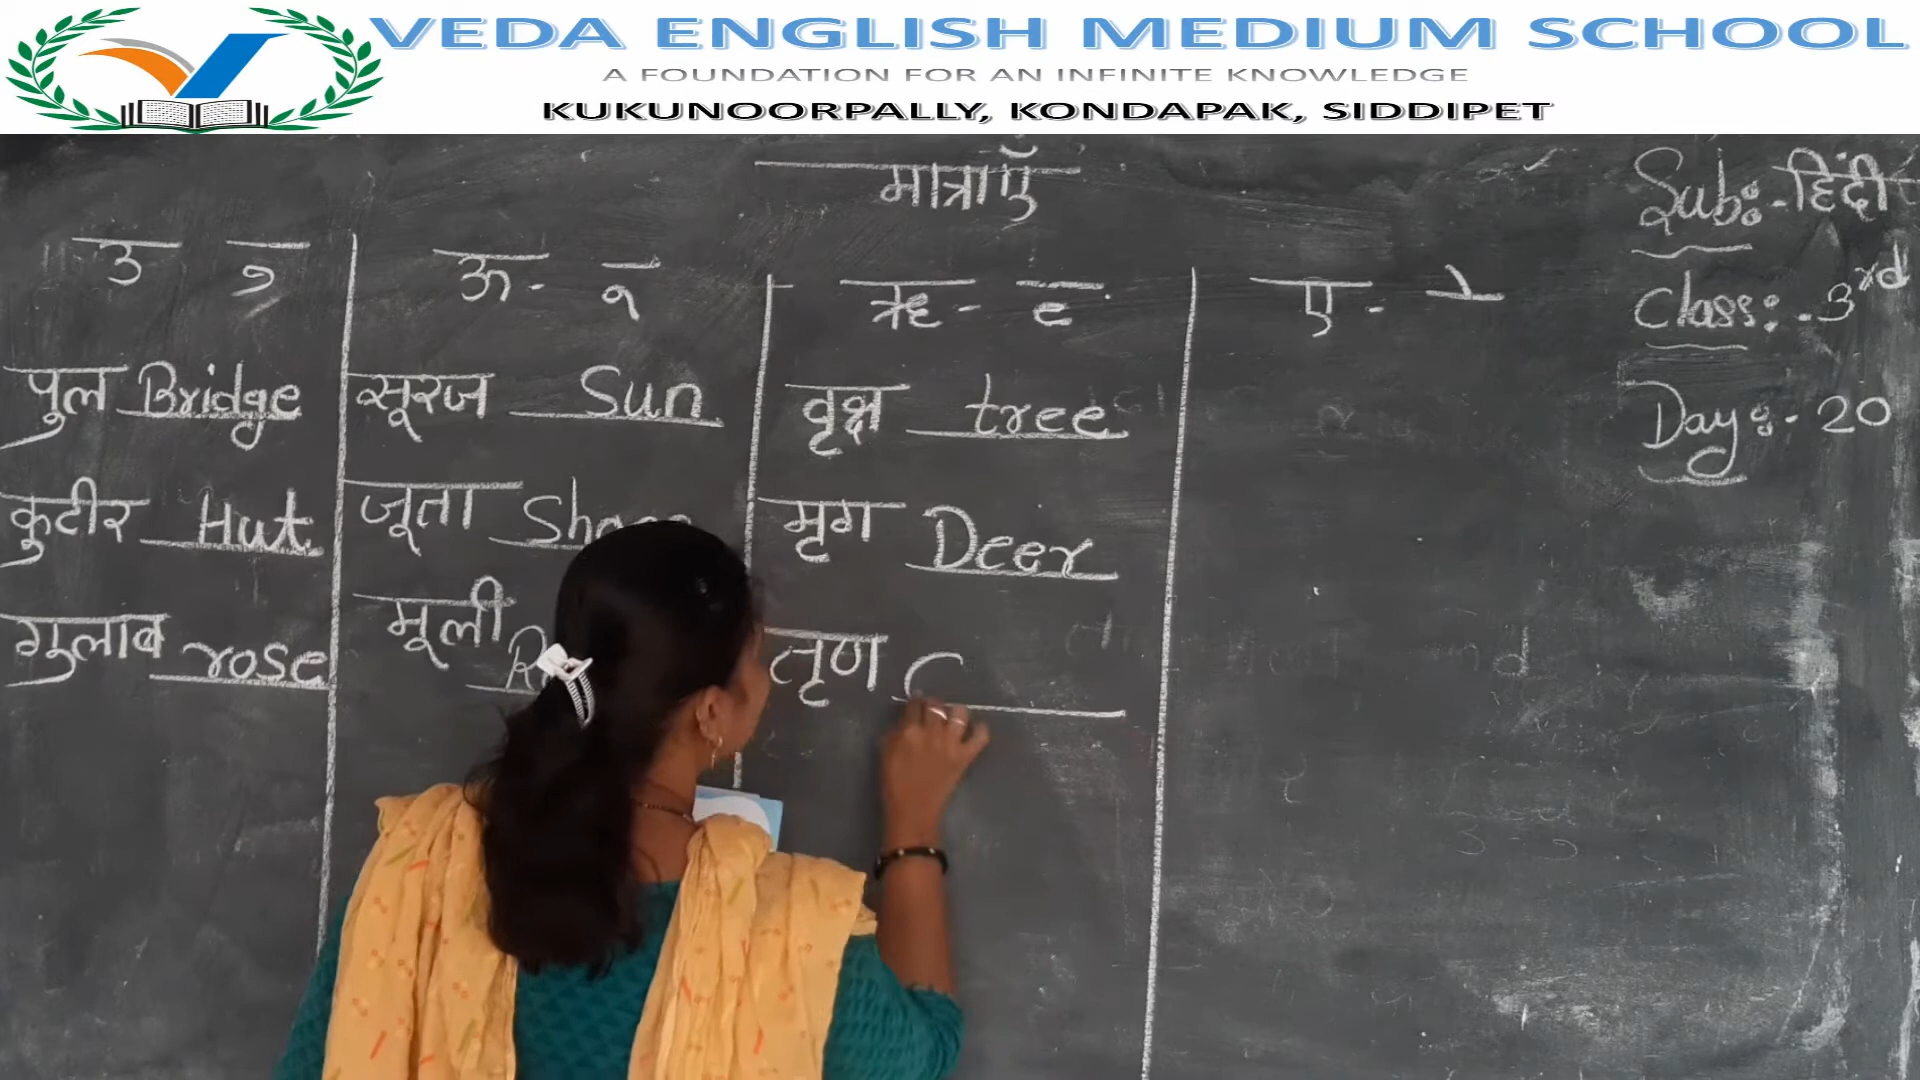 VEDA ENGLISH MEDIUM SCHOOL
A FOUNDATION FOR AN INFINITE KNOWLEDGE
KUKUNOORPALLY, KONDAPAK, SIDDIPET
मात्राएँ
Sub:- हिंदी
Class:- 3rd
Day:- 20
उ ु
पुल Bridge
कुटीर Hut
गुलाब rose
ऊ - ू
सूरज Sun
जूता
मूली
ऋ - ृ
वृक्ष tree
मृग Deer
तृण
ए - े